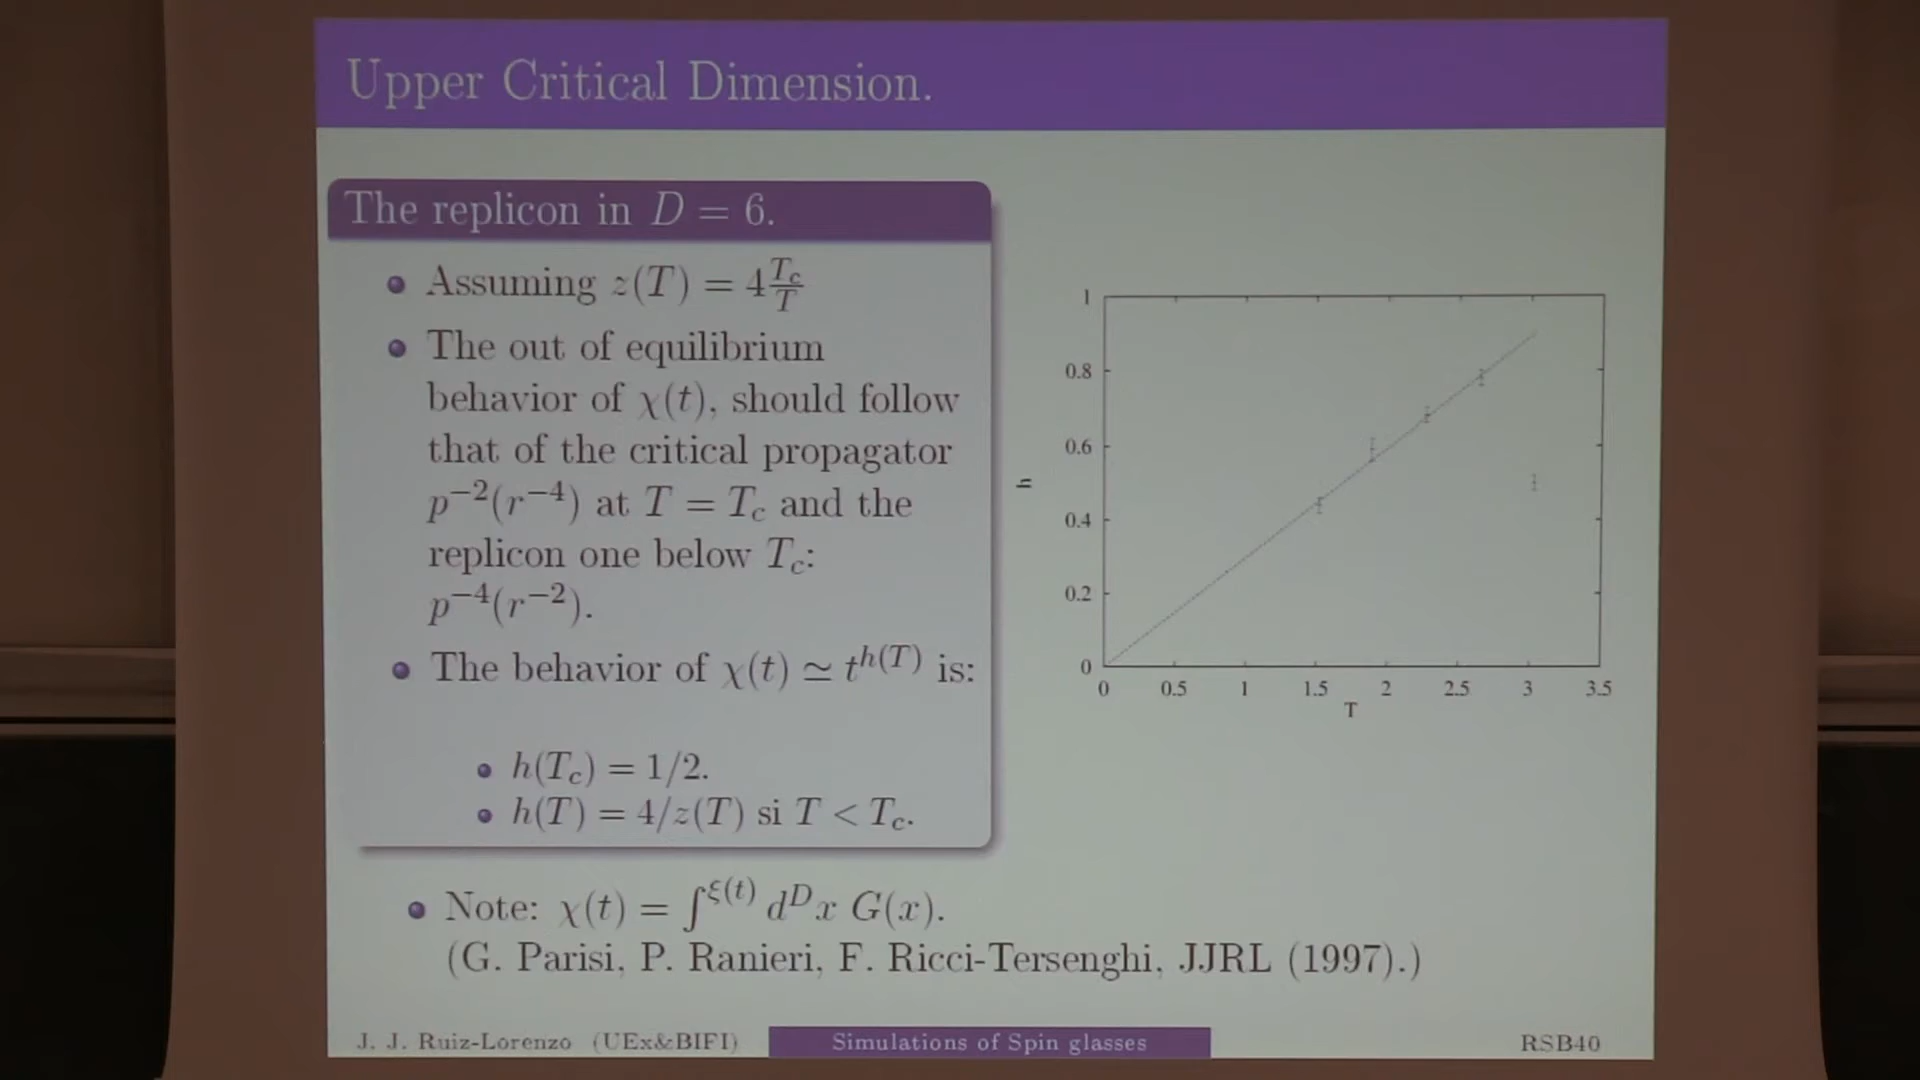 Upper Critical Dimension.
The replicon in D = 6.
Assuming z(T) = 4 T_c/T
The out of equilibrium
behavior of χ(t), should follow
that of the critical propagator
p^{-2}(r^{-4}) at T = T_c and the
replicon one below T_c:
p^{-4}(r^{-2}).
The behavior of χ(t) ≃ t^{h(T)} is:
h(T_c) = 1/2.
h(T) = 4/z(T) si T < T_c.
1
0.8
0.6
0.4
0.2
0
h
0 0.5 1 1.5 2 2.5 3 3.5
T
Note: χ(t) = ∫^{ξ(t)} d^D x G(x).
(G. Parisi, P. Ranieri, F. Ricci-Tersenghi, JJRL (1997).)
J. J. Ruiz-Lorenzo (UEx&BIFI) Simulations of Spin glasses RSB40